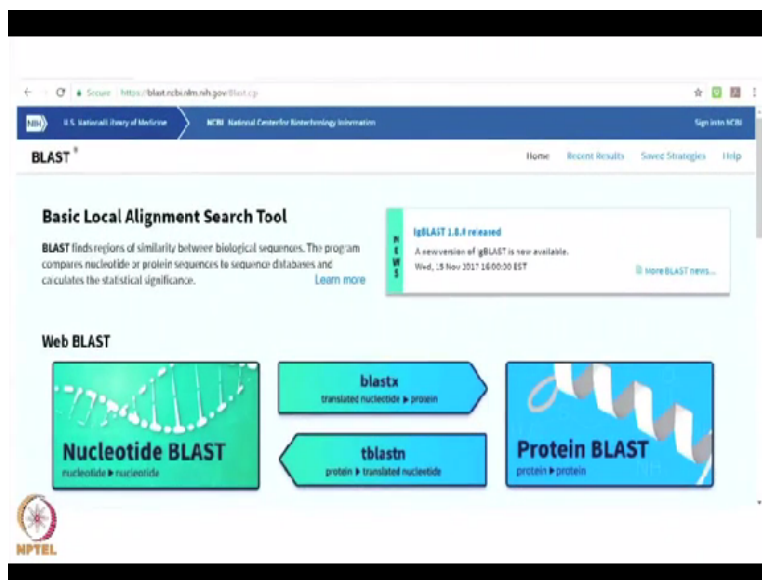 Secure https://blast.ncbi.nlm.nih.gov/Blast.cgi
NIH U.S. National Library of Medicine NCBI National Center for Biotechnology Information Sign in to NCBI
BLAST ® Home Recent Results Saved Strategies Help
Basic Local Alignment Search Tool
BLAST finds regions of similarity between biological sequences. The program
compares nucleotide or protein sequences to sequence databases and
calculates the statistical significance. Learn more
NEWS
IgBLAST 1.8.0 released
A new version of IgBLAST is now available.
Wed, 15 Nov 2017 16:00:00 EST
More BLAST news...
Web BLAST
Nucleotide BLAST
nucleotide ▶ nucleotide
blastx
translated nucleotide ▶ protein
tblastn
protein ▶ translated nucleotide
Protein BLAST
protein ▶ protein
NPTEL